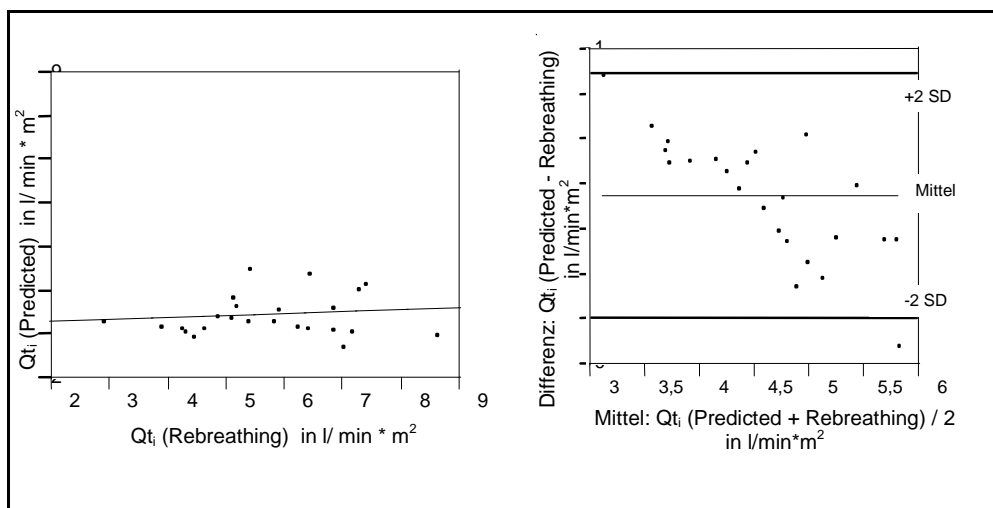 Qtᵢ (Predicted) in l/ min * m²
2 3 4 5 6 7 8 9
Qtᵢ (Rebreathing) in l/ min * m²
Differenz: Qtᵢ (Predicted - Rebreathing)
in l/min*m²
+2 SD
Mittel
-2 SD
3 3,5 4 4,5 5 5,5 6
Mittel: Qtᵢ (Predicted + Rebreathing) / 2
in l/min*m²